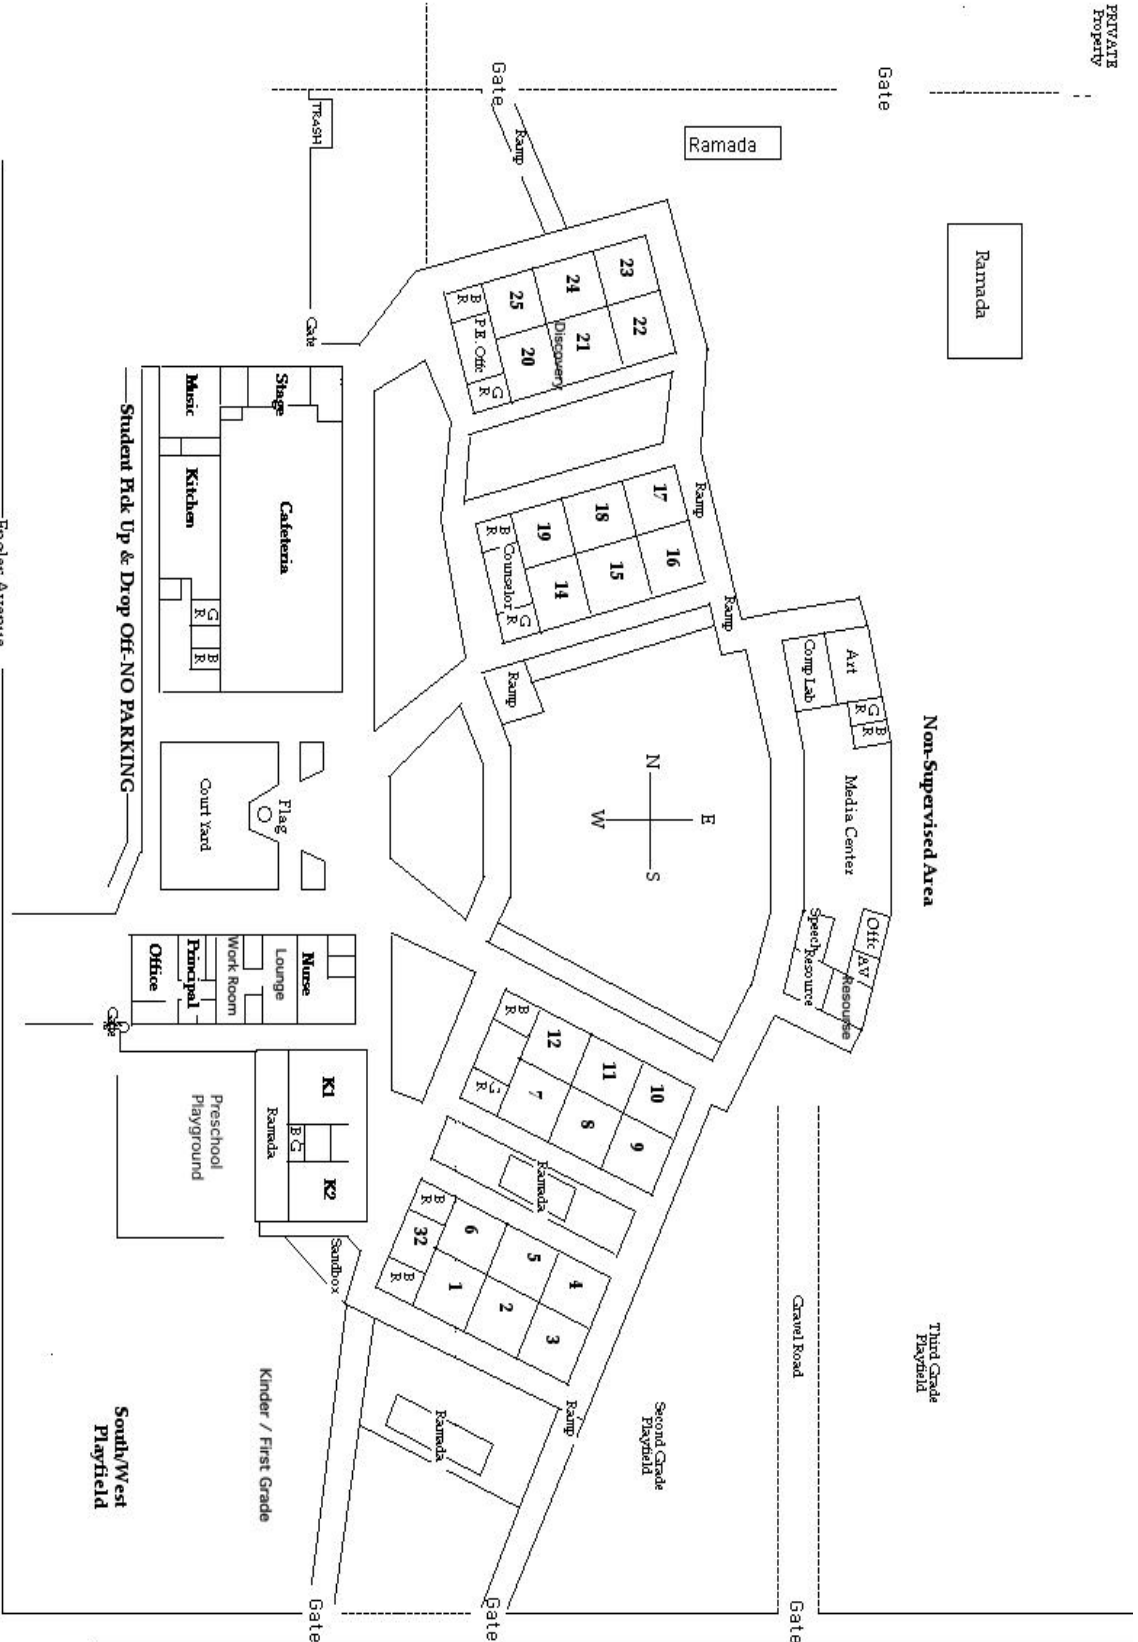 PRIVATE
Property
Gate
Gate
TRASH
Ramp
Ramada
Ramada
23
24
25
B
R
22
21
Discovery
20
P.E. Offc
G
R
Gate
Music
Stage
Kitchen
Cafeteria
G
R
B
R
Student Pick Up & Drop Off-NO PARKING
17
18
19
B
R
16
15
14
Counselor
G
R
Ramp
Ramp
Ramp
Art
Comp Lab
G
R
B
R
Media Center
Non-Supervised Area
Offc
AV
Speech
Resource
Resourse
N
E
W
S
Flag
Court Yard
Nurse
Lounge
Work Room
Principal
Office
Gate
10
11
12
B
R
9
8
7
G
R
Ramada
K1
B G
K2
Ramada
Preschool
Playground
Sandbox
4
5
6
B
R
32
3
2
1
B
R
Ramp
Ramada
Gravel Road
Third Grade
Playfield
Second Grade
Playfield
Kinder / First Grade
South/West
Playfield
Gate
Gate
Gate